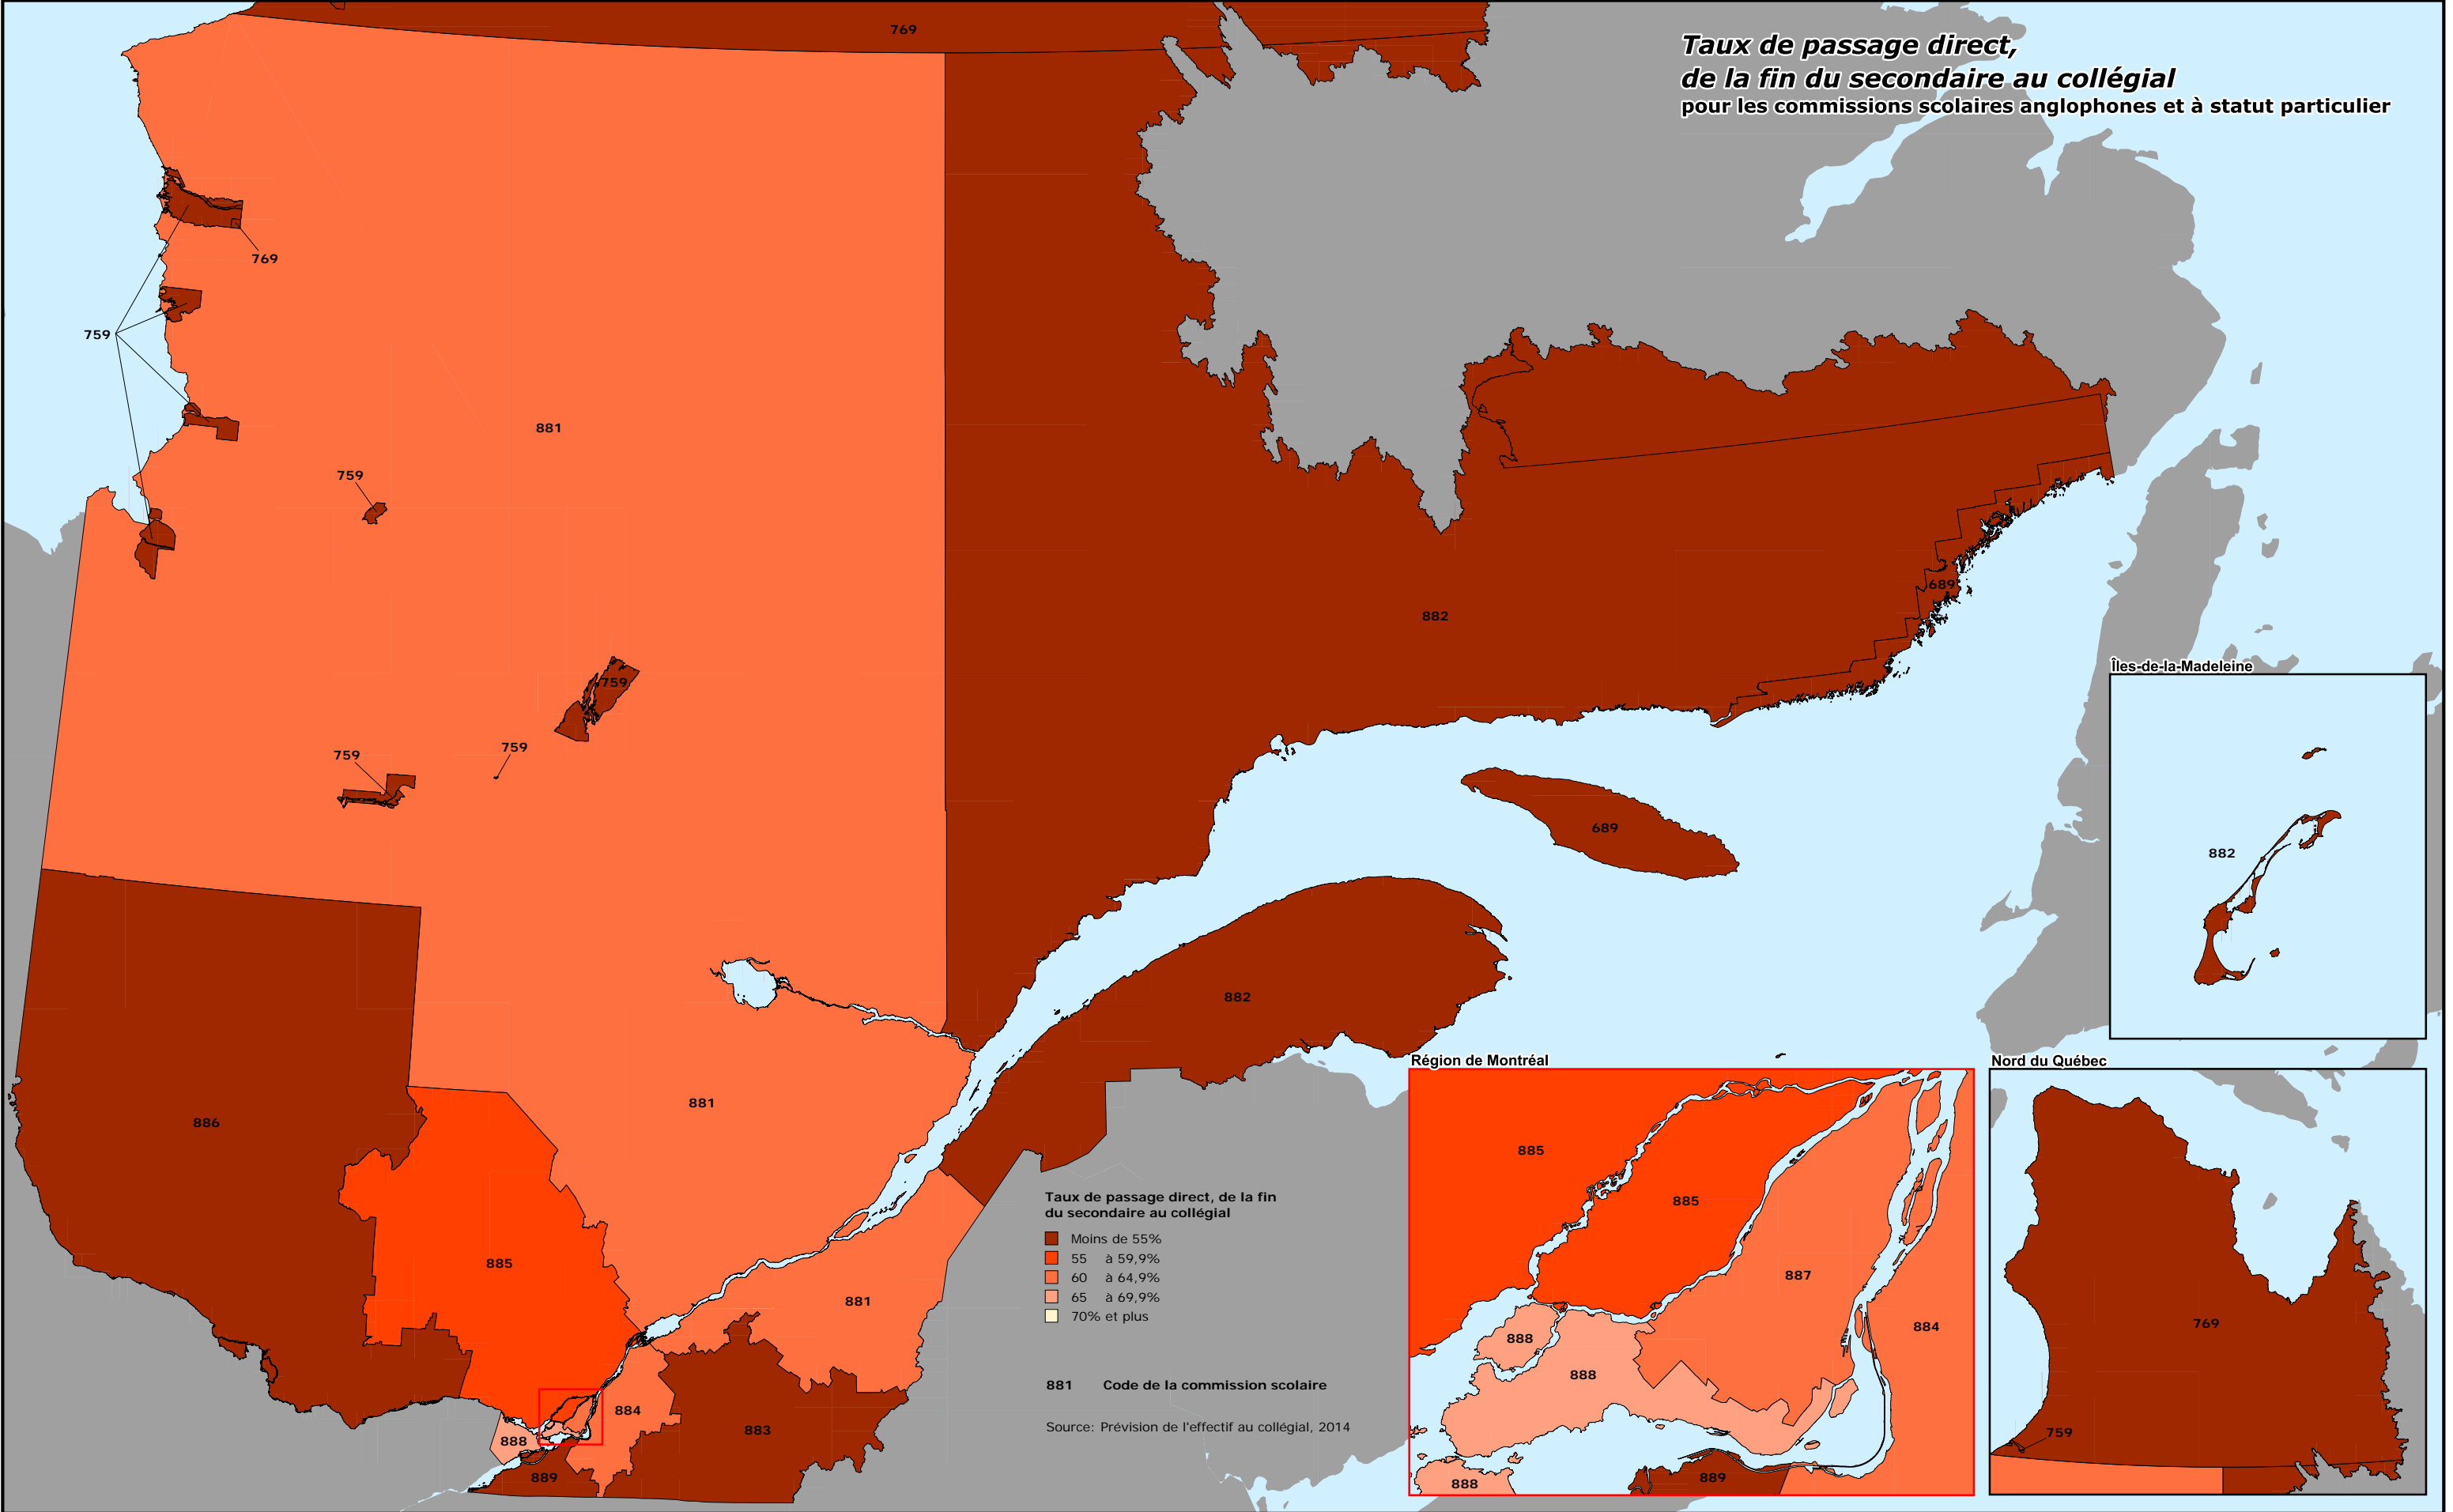 Taux de passage direct,
de la fin du secondaire au collégial
pour les commissions scolaires anglophones et à statut particulier
769
769
759
881
759
882
689
759
759
759
689
882
881
886
885
881
884
883
888
889
Îles-de-la-Madeleine
882
Région de Montréal
885
885
887
884
888
888
888
889
Nord du Québec
769
759
Taux de passage direct, de la fin
du secondaire au collégial
Moins de 55%
55 à 59,9%
60 à 64,9%
65 à 69,9%
70% et plus
881 Code de la commission scolaire
Source: Prévision de l'effectif au collégial, 2014